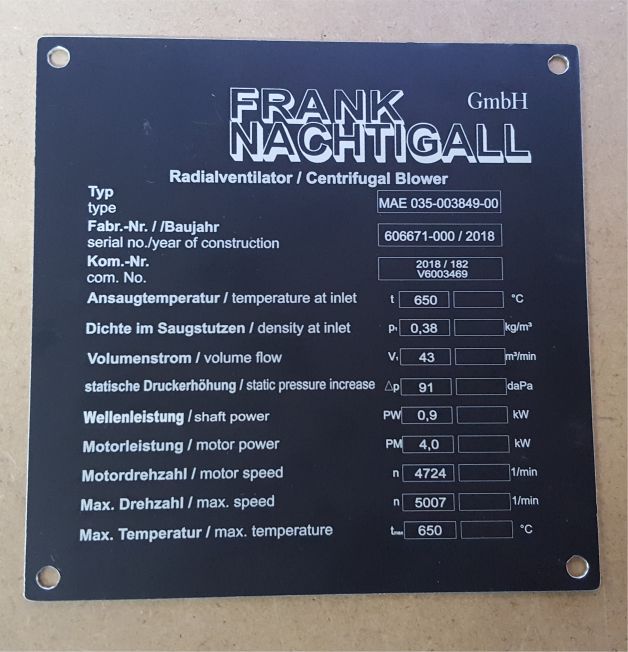 FRANK GmbH
NACHTIGALL
Radialventilator / Centrifugal Blower
Typ
type MAE 035-003849-00
Fabr.-Nr. / /Baujahr
serial no./year of construction 606671-000 / 2018
Kom.-Nr. 2018 / 182
com. No. V6003469
Ansaugtemperatur / temperature at inlet t 650 °C
Dichte im Saugstutzen / density at inlet p₁ 0,38 kg/m³
Volumenstrom / volume flow V₁ 43 m³/min
statische Druckerhöhung / static pressure increase △p 91 daPa
Wellenleistung / shaft power PW 0,9 kW
Motorleistung / motor power PM 4,0 kW
Motordrehzahl / motor speed n 4724 1/min
Max. Drehzahl / max. speed n 5007 1/min
Max. Temperatur / max. temperature tmax 650 °C